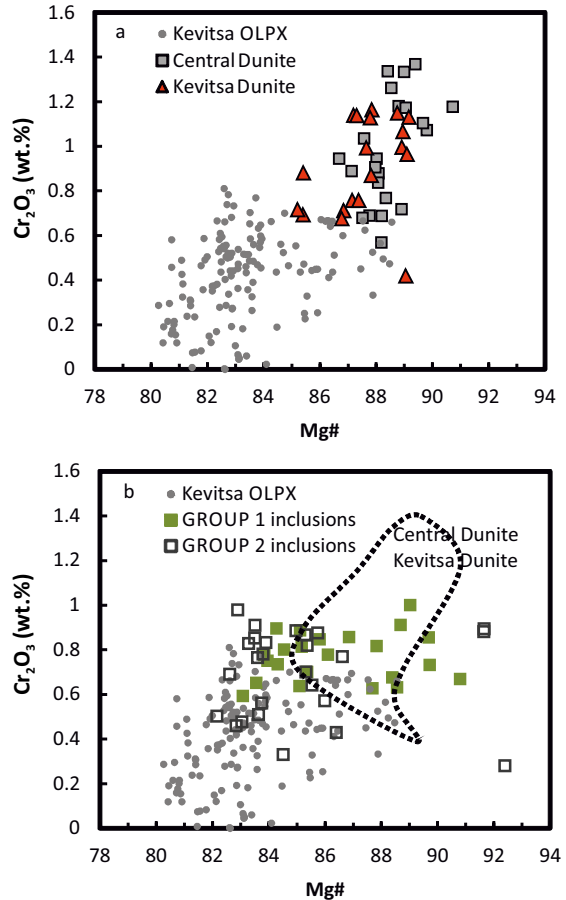 a
Kevitsa OLPX
Central Dunite
Kevitsa Dunite
Cr2O3 (wt.%)
1.6
1.4
1.2
1
0.8
0.6
0.4
0.2
0
78 80 82 84 86 88 90 92 94
Mg#
b
Kevitsa OLPX
GROUP 1 inclusions
GROUP 2 inclusions
Central Dunite
Kevitsa Dunite
Cr2O3 (wt.%)
1.6
1.4
1.2
1
0.8
0.6
0.4
0.2
0
78 80 82 84 86 88 90 92 94
Mg#